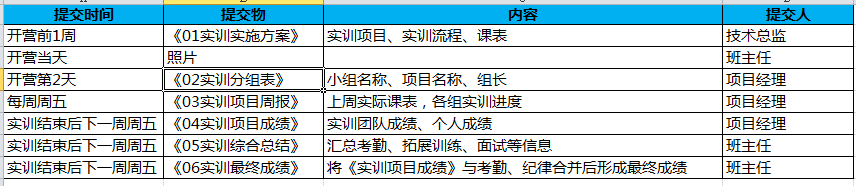 提交时间 提交物 内容 提交人
开营前1周 《01实训实施方案》 实训项目、实训流程、课表 技术总监
开营当天 照片 班主任
开营第2天 《02实训分组表》 小组名称、项目名称、组长 项目经理
每周周五 《03实训项目周报》 上周实际课表，各组实训进度 项目经理
实训结束后下一周周五 《04实训项目成绩》 实训团队成绩、个人成绩 项目经理
实训结束后下一周周五 《05实训综合总结》 汇总考勤、拓展训练、面试等信息 班主任
实训结束后下一周周五 《06实训最终成绩》 将《实训项目成绩》与考勤、纪律合并后形成最终成绩 班主任